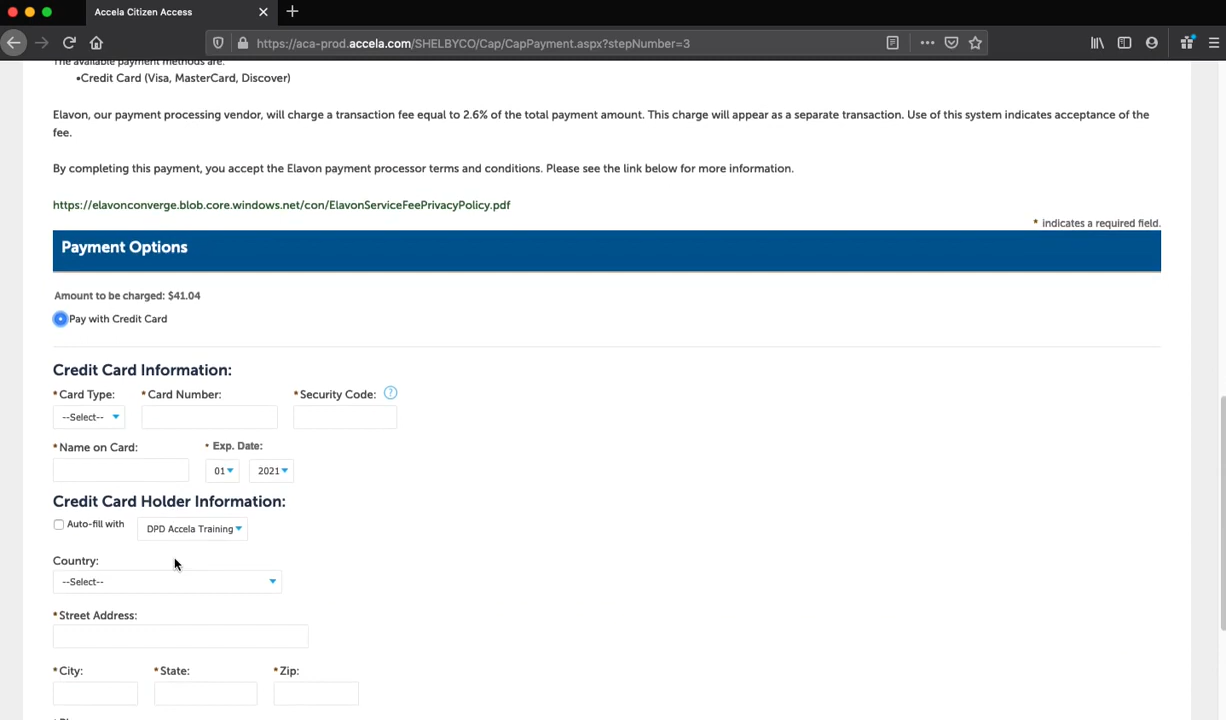 Accela Citizen Access
https://aca-prod.accela.com/SHELBYCO/Cap/CapPayment.aspx?stepNumber=3
The available payment methods are:
•Credit Card (Visa, MasterCard, Discover)
Elavon, our payment processing vendor, will charge a transaction fee equal to 2.6% of the total payment amount. This charge will appear as a separate transaction. Use of this system indicates acceptance of the
fee.
By completing this payment, you accept the Elavon payment processor terms and conditions. Please see the link below for more information.
https://elavonconverge.blob.core.windows.net/con/ElavonServiceFeePrivacyPolicy.pdf
* indicates a required field.
Payment Options
Amount to be charged: $41.04
Pay with Credit Card
Credit Card Information:
*Card Type: *Card Number: *Security Code: ?
--Select--
*Name on Card: * Exp. Date:
01 2021
Credit Card Holder Information:
Auto-fill with DPD Accela Training
Country:
--Select--
*Street Address:
*City: *State: *Zip: